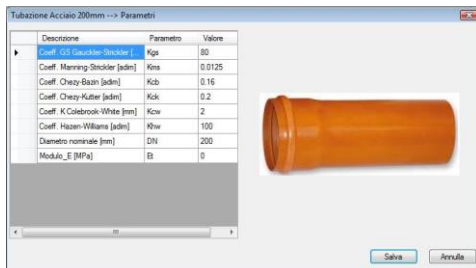 Tubazione Acciaio 200mm --> Parametri
Descrizione Parametro Valore
Coeff. GS Gauckler-Strickler [... Kgs 80
Coeff. Manning-Strickler [adim] Kms 0.0125
Coeff. Chezy-Bazin [adim] Kcb 0.16
Coeff. Chezy-Kutter [adim] Kck 0.2
Coeff. K Colebrook-White [mm] Kcw 2
Coeff. Hazen-Williams [adim] Khw 100
Diametro nominale [mm] DN 200
Modulo_E [MPa] Et 0
Salva Annulla